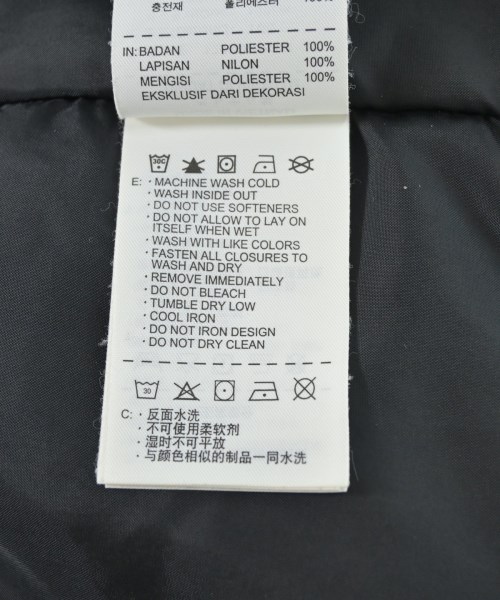 충전재 폴리에스터 100%
IN: BADAN POLIESTER 100%
LAPISAN NILON 100%
MENGISI POLIESTER 100%
EKSKLUSIF DARI DEKORASI
30C
E: · MACHINE WASH COLD
· WASH INSIDE OUT
· DO NOT USE SOFTENERS
· DO NOT ALLOW TO LAY ON
ITSELF WHEN WET
· WASH WITH LIKE COLORS
· FASTEN ALL CLOSURES TO
WASH AND DRY
· REMOVE IMMEDIATELY
· DO NOT BLEACH
· TUMBLE DRY LOW
· COOL IRON
· DO NOT IRON DESIGN
· DO NOT DRY CLEAN
30
C: · 反面水洗
· 不可使用柔软剂
· 湿时不可平放
· 与颜色相似的制品一同水洗